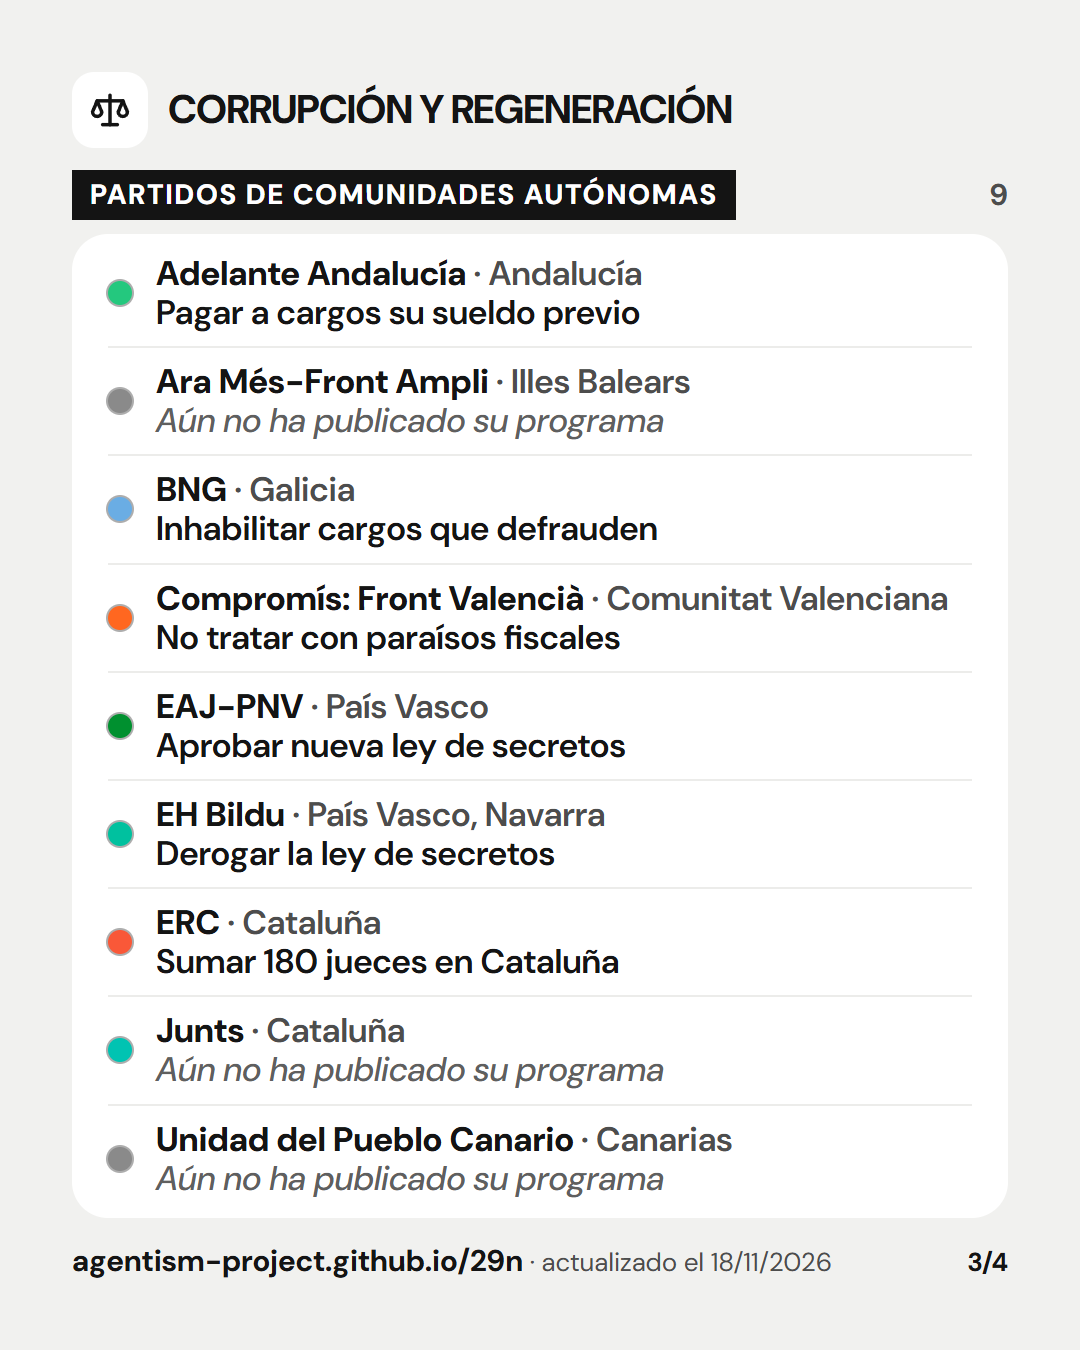 CORRUPCIÓN Y REGENERACIÓN
PARTIDOS DE COMUNIDADES AUTÓNOMAS 9
Adelante Andalucía · Andalucía
Pagar a cargos su sueldo previo
Ara Més-Front Ampli · Illes Balears
Aún no ha publicado su programa
BNG · Galicia
Inhabilitar cargos que defrauden
Compromís: Front Valencià · Comunitat Valenciana
No tratar con paraísos fiscales
EAJ-PNV · País Vasco
Aprobar nueva ley de secretos
EH Bildu · País Vasco, Navarra
Derogar la ley de secretos
ERC · Cataluña
Sumar 180 jueces en Cataluña
Junts · Cataluña
Aún no ha publicado su programa
Unidad del Pueblo Canario · Canarias
Aún no ha publicado su programa
agentism-project.github.io/29n · actualizado el 18/11/2026 3/4